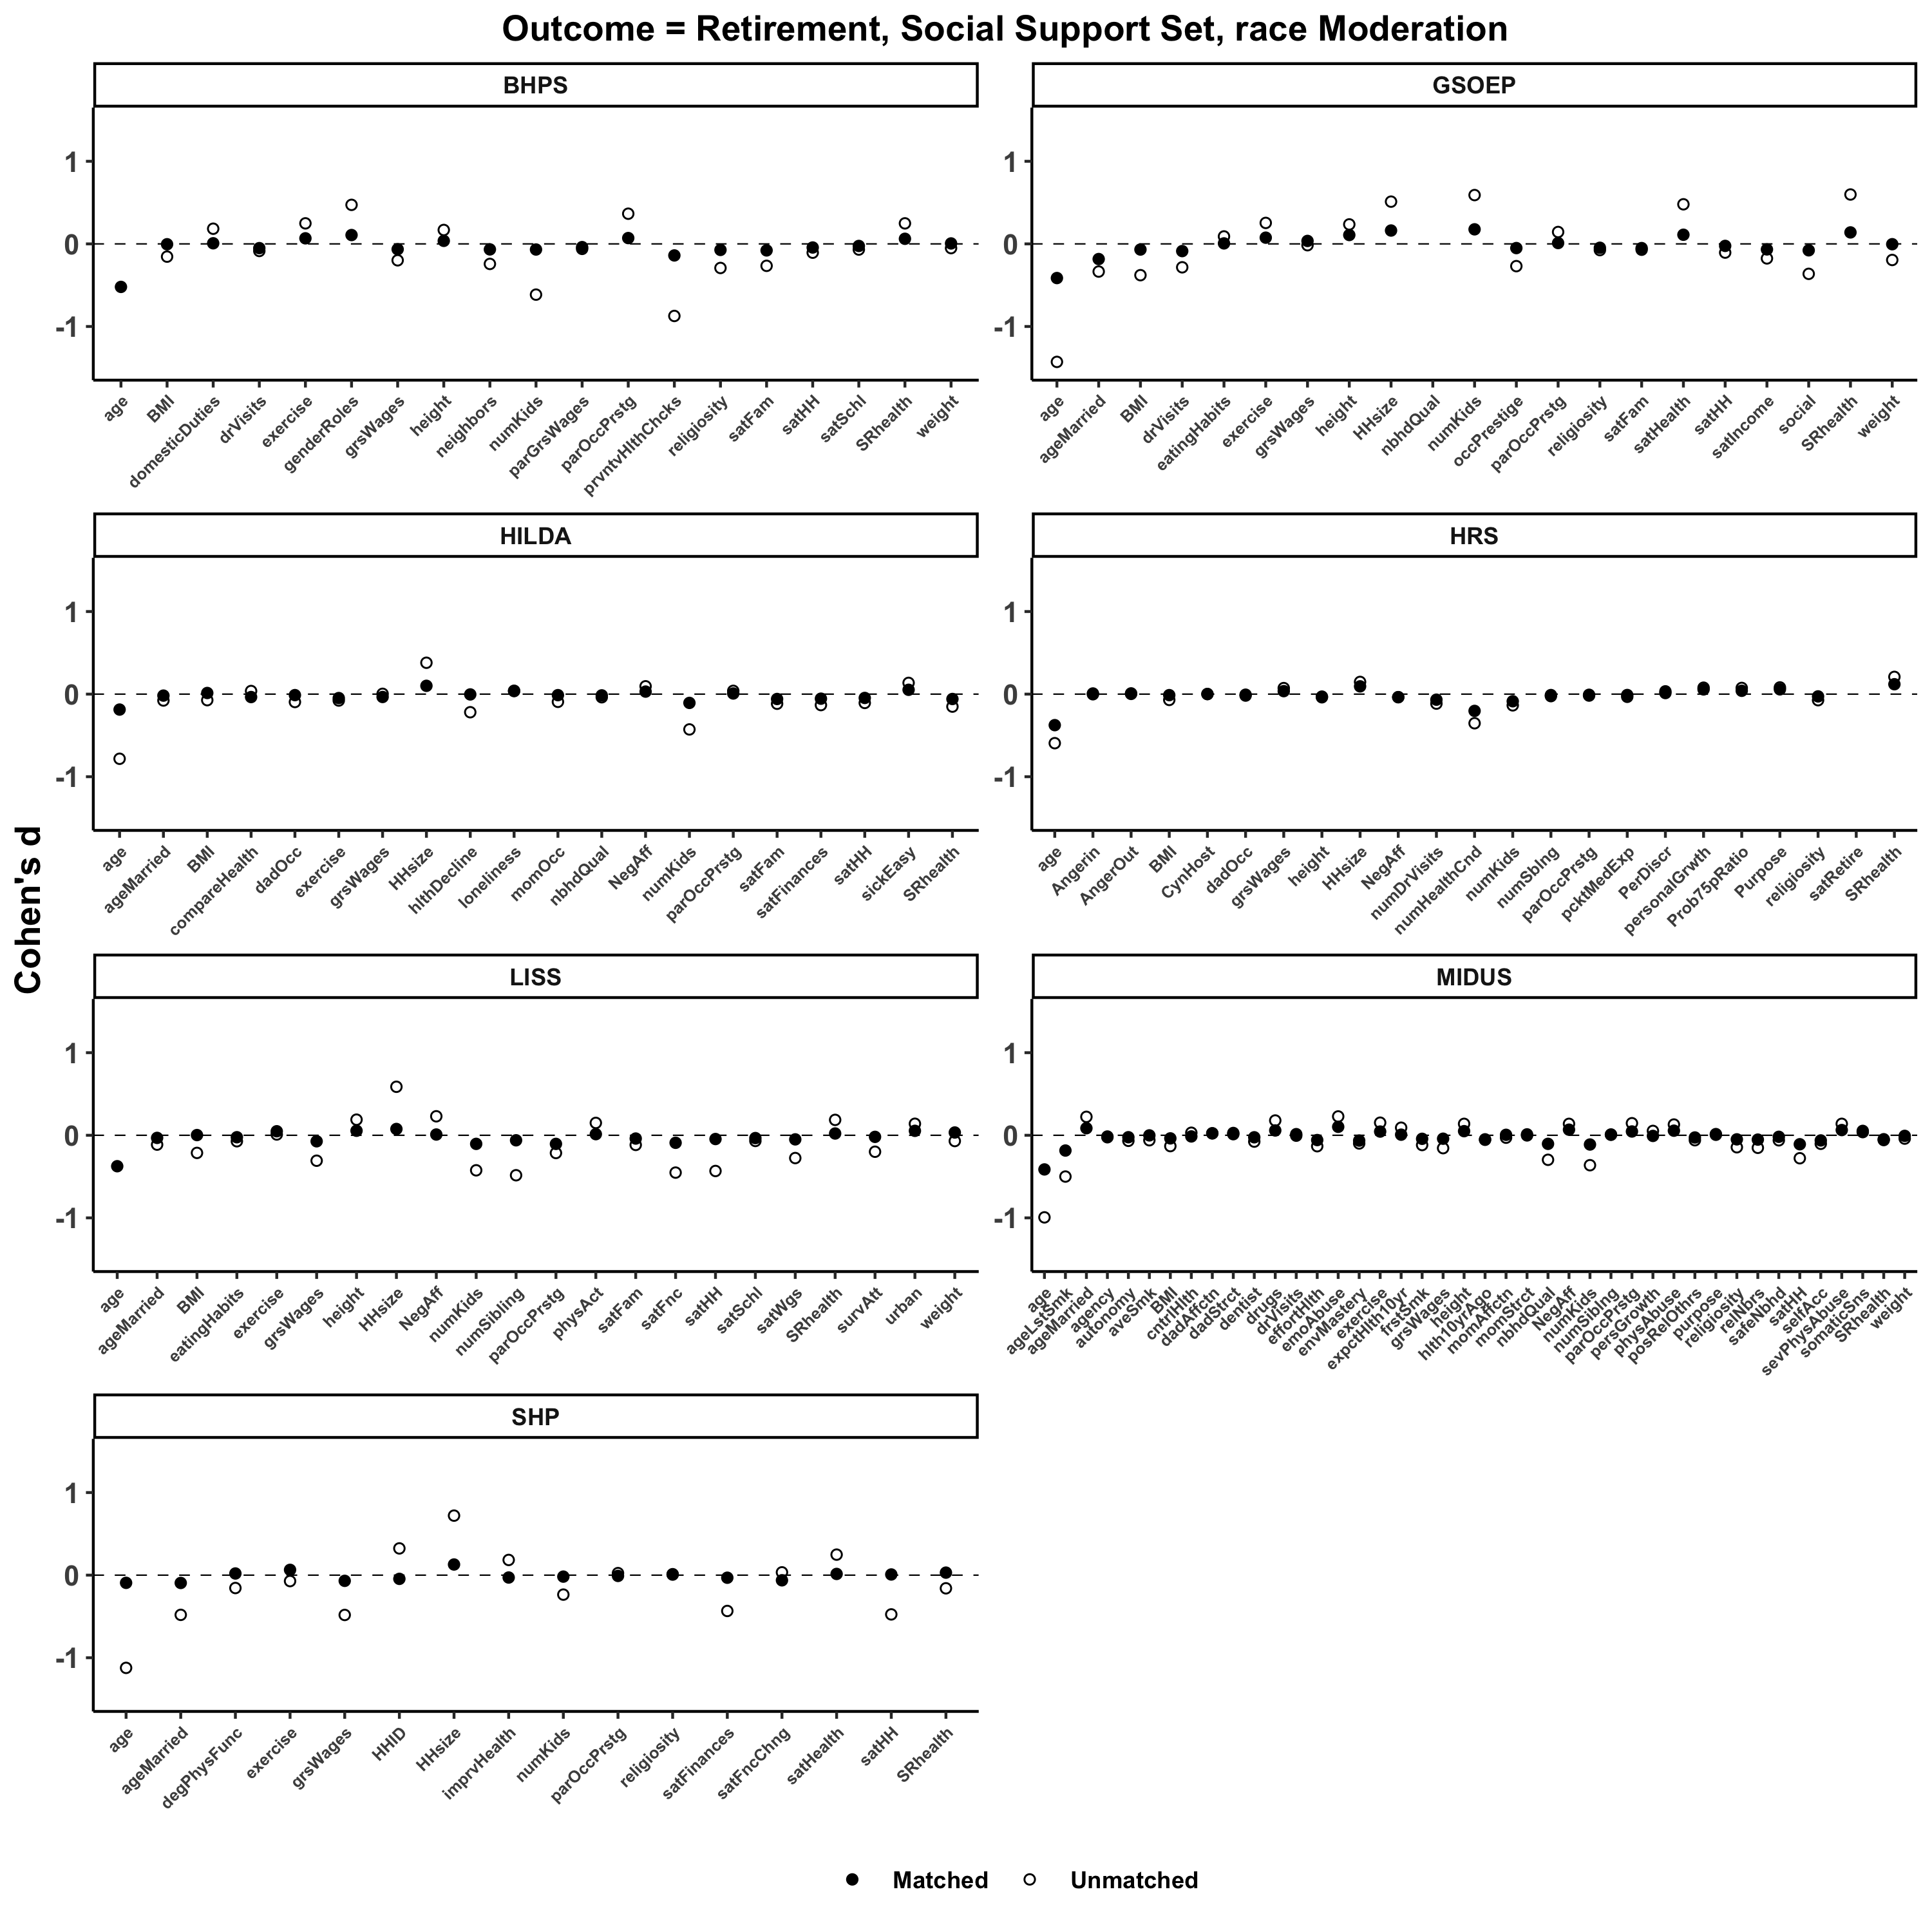 Outcome = Retirement, Social Support Set, race Moderation
Cohen's d
BHPS
1
0
-1
age
BMI
domesticDuties
drVisits
exercise
genderRoles
grsWages
height
neighbors
numKids
parGrsWages
parOccPrstg
prvntvHlthChcks
religiosity
satFam
satHH
satSchl
SRhealth
weight
GSOEP
1
0
-1
age
ageMarried
BMI
drVisits
eatingHabits
exercise
grsWages
height
HHsize
nbhdQual
numKids
occPrestige
parOccPrstg
religiosity
satFam
satHealth
satHH
satIncome
social
SRhealth
weight
HILDA
1
0
-1
age
ageMarried
BMI
compareHealth
dadOcc
exercise
grsWages
HHsize
hlthDecline
loneliness
momOcc
nbhdQual
NegAff
numKids
parOccPrstg
satFam
satFinances
satHH
sickEasy
SRhealth
HRS
1
0
-1
age
Angerin
AngerOut
BMI
CynHost
dadOcc
grsWages
height
HHsize
NegAff
numDrVisits
numHealthCnd
numKids
numSblng
parOccPrstg
pcktMedExp
PerDiscr
personalGrwth
Prob75pRatio
Purpose
religiosity
satRetire
SRhealth
LISS
1
0
-1
age
ageMarried
BMI
eatingHabits
exercise
grsWages
height
HHsize
NegAff
numKids
numSibling
parOccPrstg
physAct
satFam
satFnc
satHH
satSchl
satWgs
SRhealth
survAtt
urban
weight
MIDUS
1
0
-1
age
ageLstSmk
ageMarried
agency
autonomy
aveSmk
BMI
cntrlHlth
dadAffctn
dadStrct
dentist
drugs
drVisits
effortHlth
emoAbuse
envMastery
exercise
expctHlth10yr
frstSmk
grsWages
height
hlth10yrAgo
momAffctn
momStrct
nbhdQual
NegAff
numKids
numSiblng
parOccPrstg
persGrowth
physAbuse
posRelOthrs
purpose
religiosity
relNbrs
safeNbhd
satHH
selfAcc
sevPhysAbuse
somaticSns
SRhealth
weight
SHP
1
0
-1
age
ageMarried
degPhysFunc
exercise
grsWages
HHID
HHsize
imprvHealth
numKids
parOccPrstg
religiosity
satFinances
satFncChng
satHealth
satHH
SRhealth
Matched
Unmatched